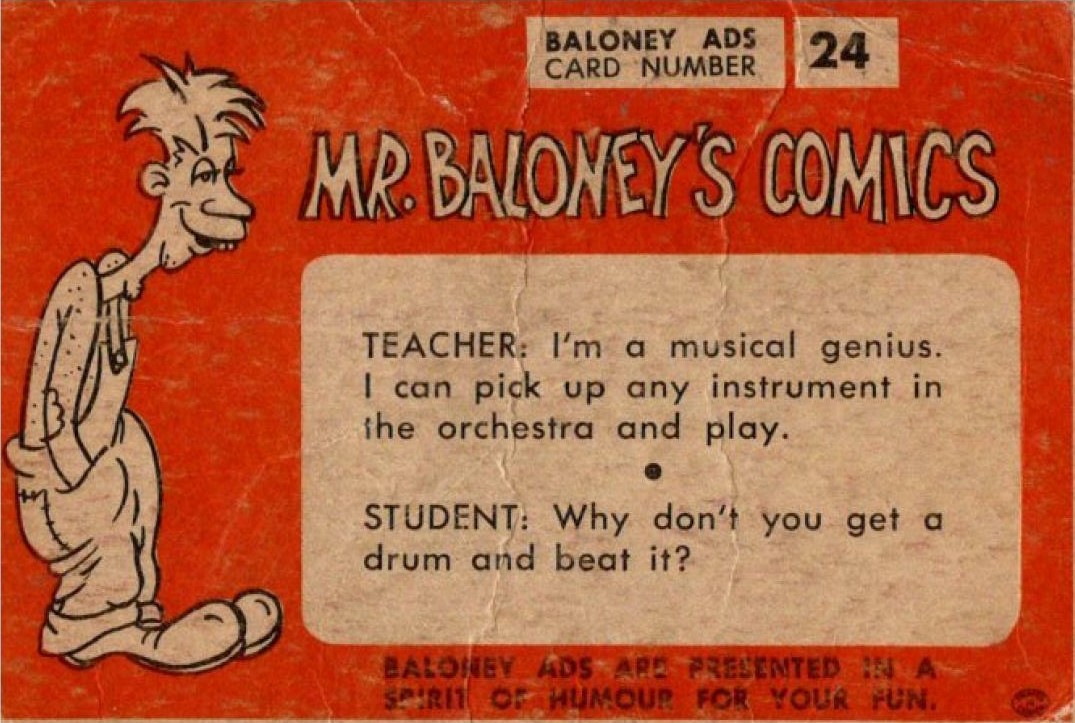 BALONEY ADS
CARD NUMBER
24
MR. BALONEY'S COMICS
TEACHER: I'm a musical genius.
I can pick up any instrument in
the orchestra and play.
•
STUDENT: Why don't you get a
drum and beat it?
BALONEY ADS ARE PRESENTED IN A
SPIRIT OF HUMOUR FOR YOUR FUN.